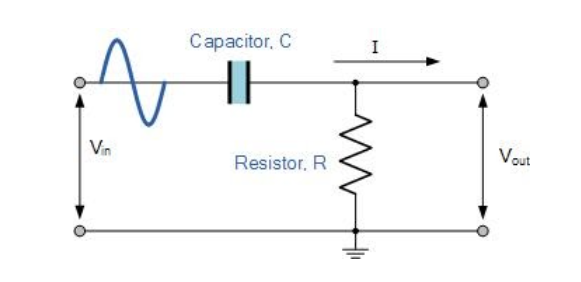 Capacitor, C
I
Vin
Resistor, R
Vout